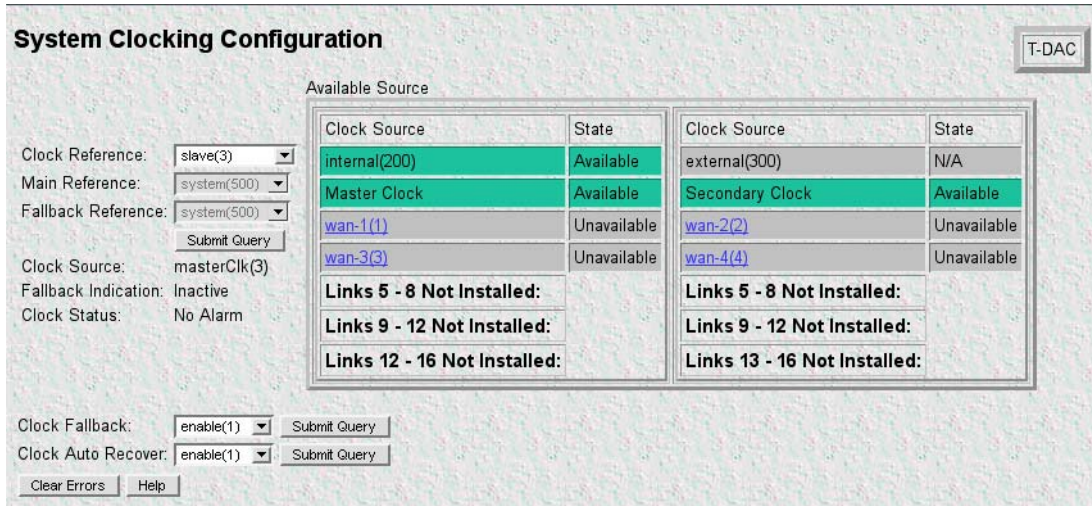 System Clocking Configuration
T-DAC
Available Source
Clock Source State Clock Source State
Clock Reference: slave(3) internal(200) Available external(300) N/A
Main Reference: system(500) Master Clock Available Secondary Clock Available
Fallback Reference: system(500) wan-1(1) Unavailable wan-2(2) Unavailable
Submit Query
wan-3(3) Unavailable wan-4(4) Unavailable
Clock Source: masterClk(3)
Fallback Indication: Inactive Links 5 - 8 Not Installed: Links 5 - 8 Not Installed:
Clock Status: No Alarm Links 9 - 12 Not Installed: Links 9 - 12 Not Installed:
Links 12 - 16 Not Installed: Links 13 - 16 Not Installed:
Clock Fallback: enable(1) Submit Query
Clock Auto Recover: enable(1) Submit Query
Clear Errors Help